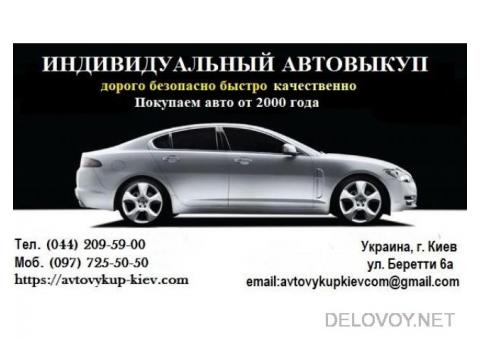 ИНДИВИДУАЛЬНЫЙ АВТОВЫКУП
дорого безопасно быстро качественно
Покупаем авто от 2000 года
Тел. (044) 209-59-00
Моб. (097) 725-50-50
https://avtovykup-kiev.com
Украина, г. Киев
ул. Беретти 6а
email:avtovykupkievcom@gmail.com
DELOVOY.NET